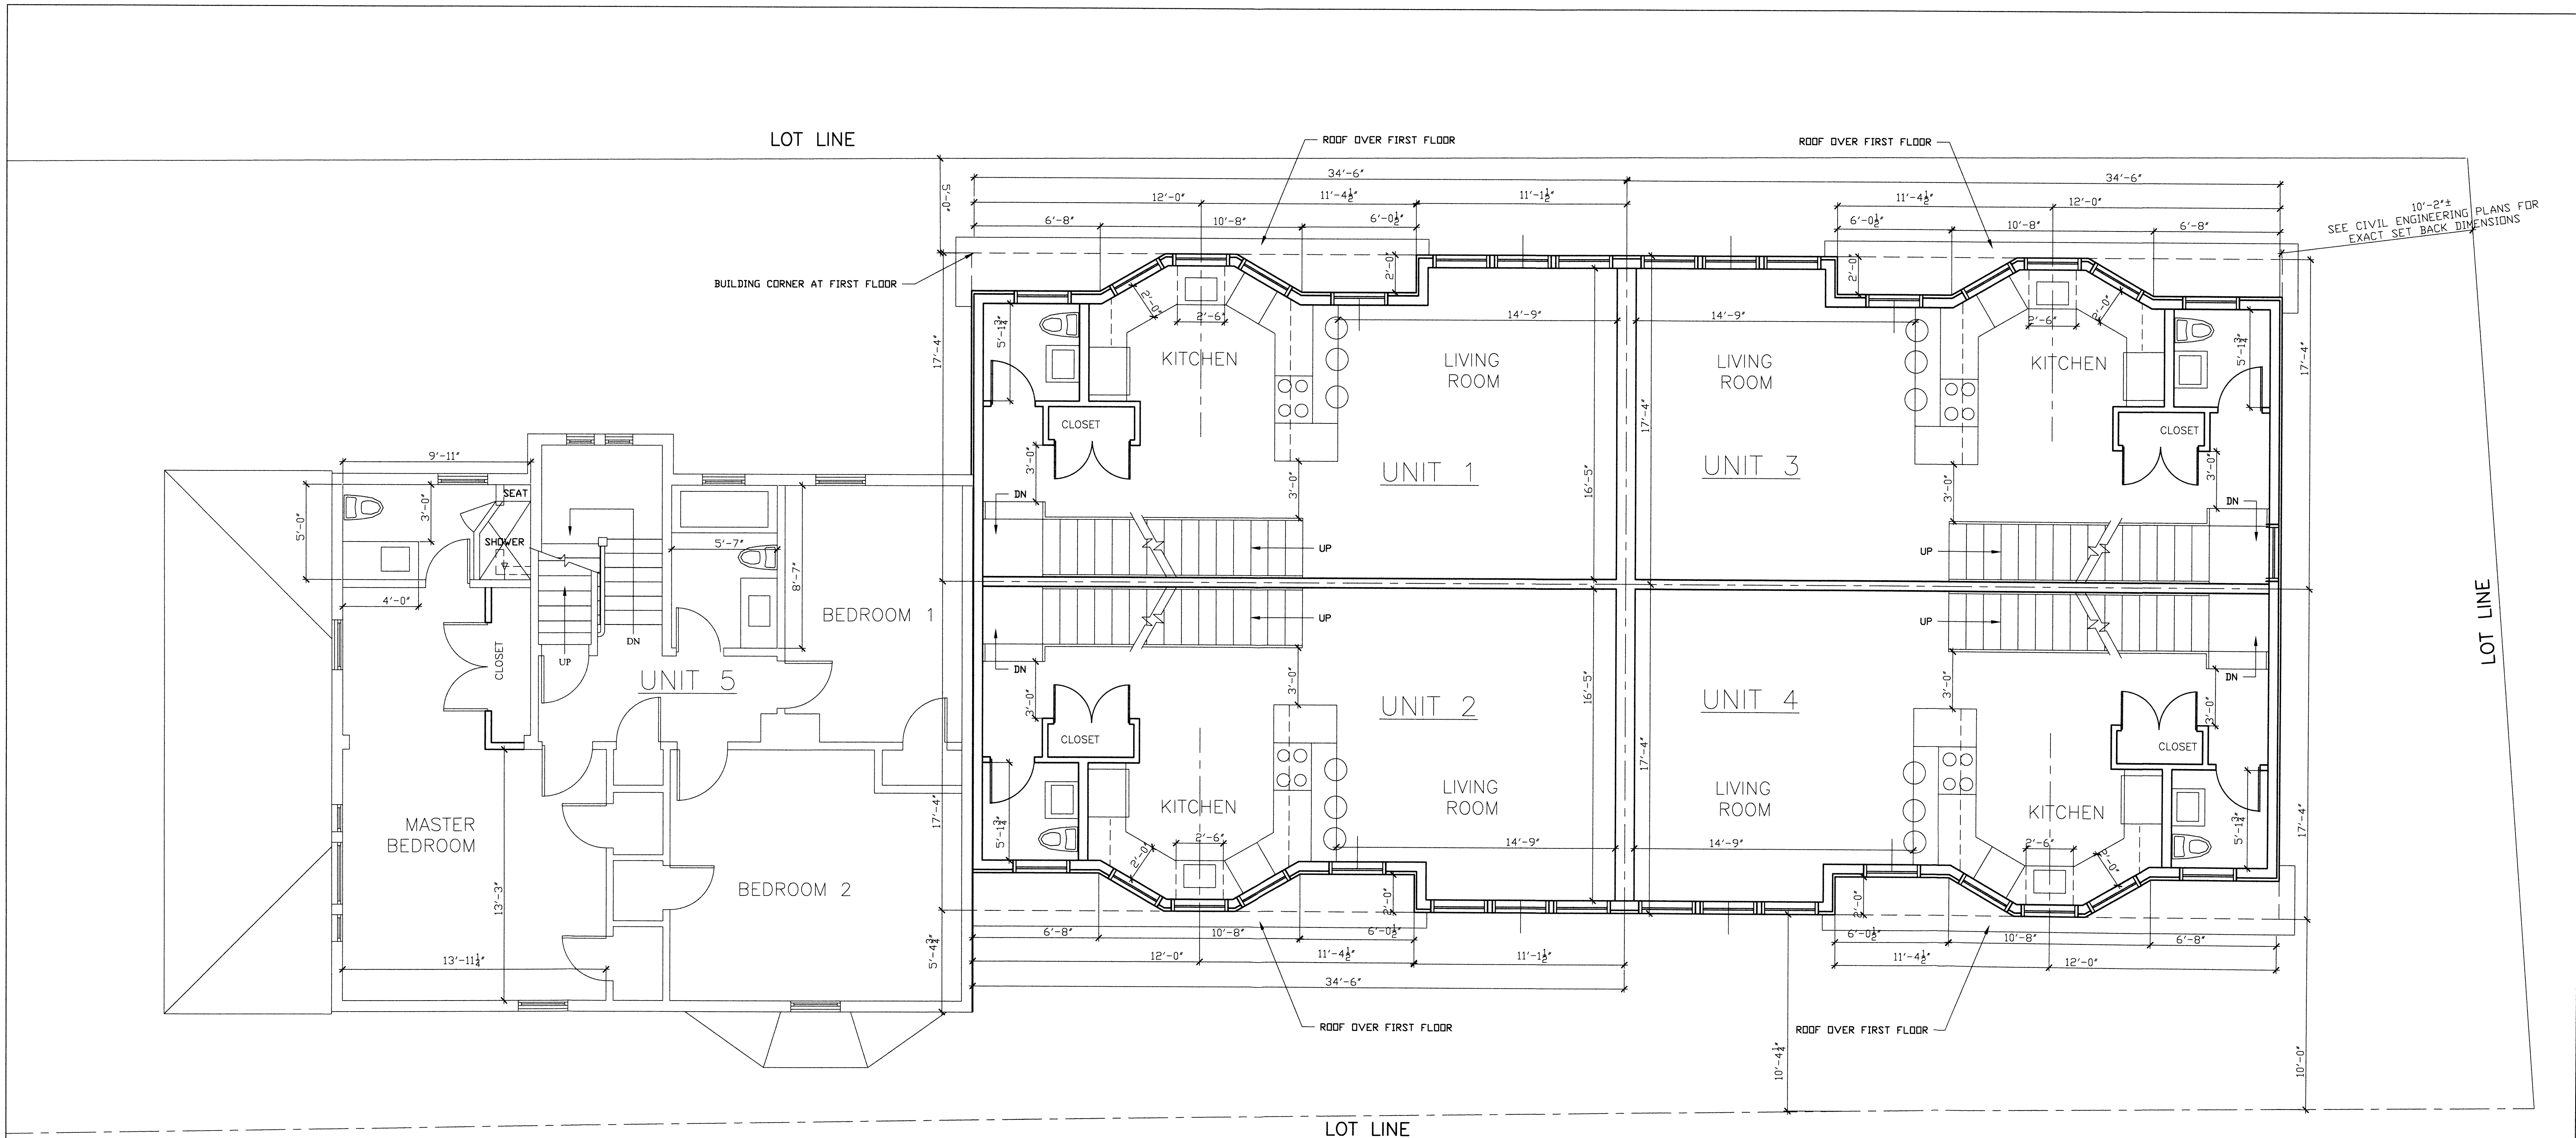 LOT LINE
ROOF OVER FIRST FLOOR
ROOF OVER FIRST FLOOR
34'-6"
34'-6"
5'-0"
12'-0"
11'-4½"
11'-1½"
11'-4½"
12'-0"
6'-8"
10'-8"
6'-0½"
6'-0½"
10'-8"
6'-8"
10'-2"±
SEE CIVIL ENGINEERING PLANS FOR
EXACT SET BACK DIMENSIONS
BUILDING CORNER AT FIRST FLOOR
2'-0"
2'-0"
2'-0"
2'-6"
14'-9"
14'-9"
2'-6"
2'-0"
5'-1¾"
5'-1¾"
17'-4"
17'-4"
17'-4"
KITCHEN
LIVING
ROOM
LIVING
ROOM
KITCHEN
CLOSET
CLOSET
9'-11"
3'-0"
3'-0"
UNIT 1
16'-5"
UNIT 3
3'-0"
3'-0"
SEAT
DN
DN
5'-0"
3'-0"
SHOWER
5'-7"
8'-7"
UP
UP
4'-0"
BEDROOM 1
UP
UP
DN
UP
CLOSET
UNIT 5
DN
DN
3'-0"
3'-0"
UNIT 2
16'-5"
UNIT 4
3'-0"
3'-0"
CLOSET
CLOSET
17'-4"
17'-4"
17'-4"
MASTER
BEDROOM
KITCHEN
LIVING
ROOM
LIVING
ROOM
KITCHEN
5'-1¾"
5'-1¾"
2'-6"
2'-0"
14'-9"
14'-9"
2'-6"
2'-0"
BEDROOM 2
13'-3"
2'-0"
2'-0"
6'-8"
10'-8"
6'-0½"
6'-0½"
10'-8"
6'-8"
5'-4¾"
13'-11¼"
12'-0"
11'-4½"
11'-1½"
11'-4½"
12'-0"
34'-6"
ROOF OVER FIRST FLOOR
ROOF OVER FIRST FLOOR
10'-4¼"
10'-0"
LOT LINE
LOT LINE